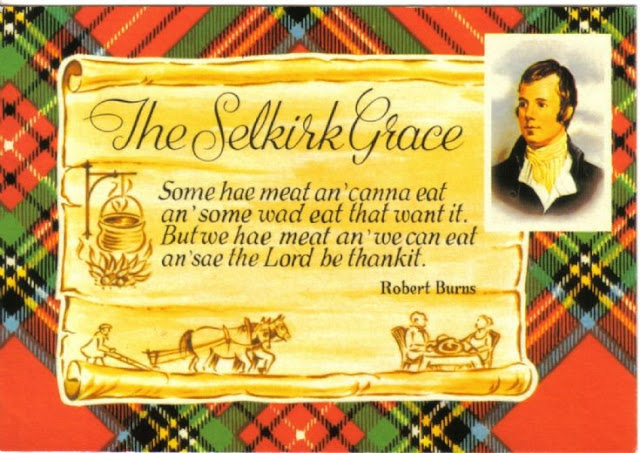 The Selkirk Grace
Some hae meat an' canna eat
an' some wad eat that want it.
But we hae meat an' we can eat
an' sae the Lord be thankit.
Robert Burns